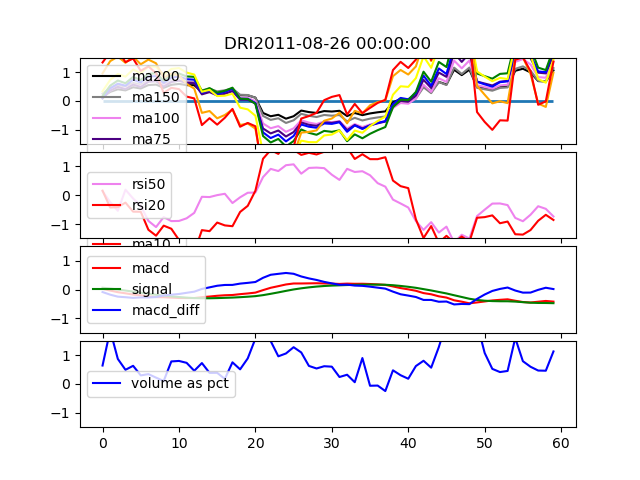 DRI2011-08-26 00:00:00
1
0
−1
ma200
ma150
ma100
ma75
1
0
−1
rsi50
rsi20
ma10
1
0
−1
macd
signal
macd_diff
1
0
−1
volume as pct
0 10 20 30 40 50 60